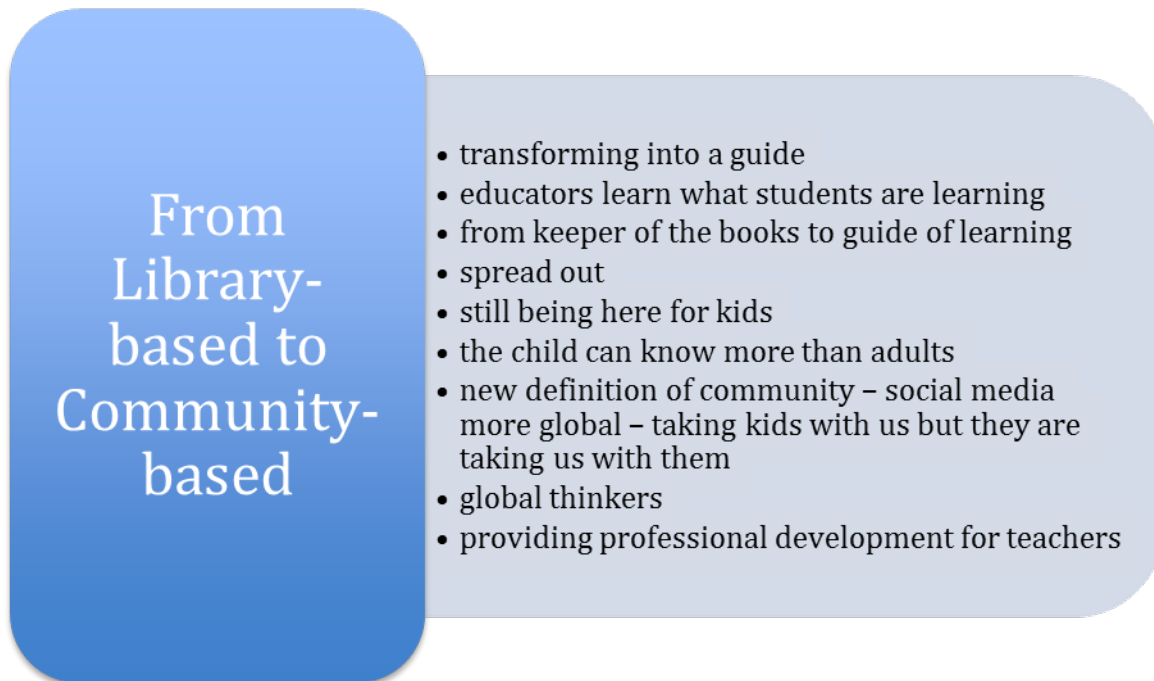 From
Library-
based to
Community-
based
• transforming into a guide
• educators learn what students are learning
• from keeper of the books to guide of learning
• spread out
• still being here for kids
• the child can know more than adults
• new definition of community – social media
more global – taking kids with us but they are
taking us with them
• global thinkers
• providing professional development for teachers